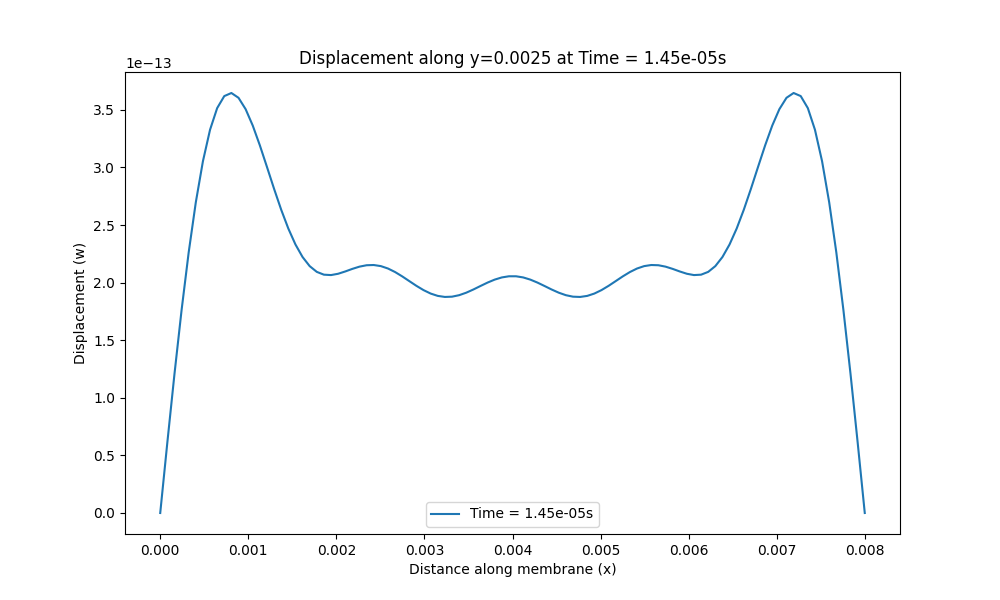 Displacement along y=0.0025 at Time = 1.45e-05s
1e−13
3.5
3.0
2.5
2.0
1.5
1.0
0.5
0.0
Displacement (w)
Time = 1.45e-05s
0.000 0.001 0.002 0.003 0.004 0.005 0.006 0.007 0.008
Distance along membrane (x)